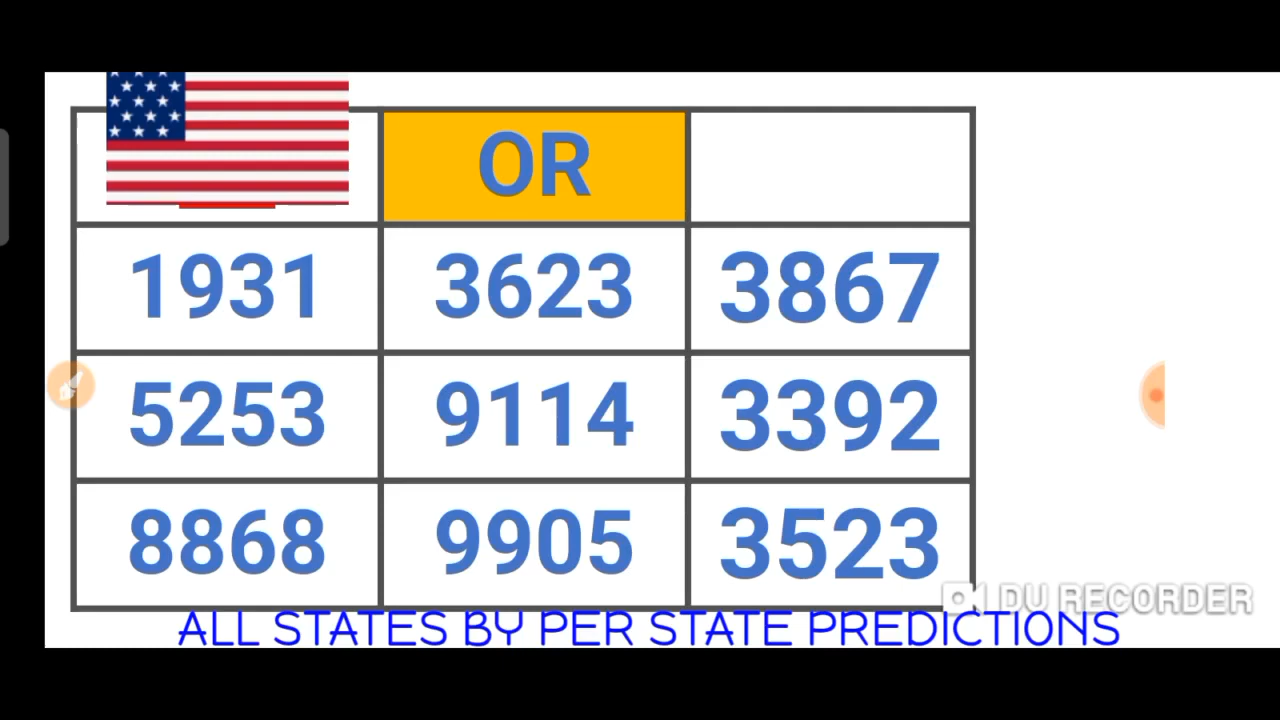 OR
1931 3623 3867
5253 9114 3392
8868 9905 3523
DU RECORDER
ALL STATES BY PER STATE PREDICTIONS